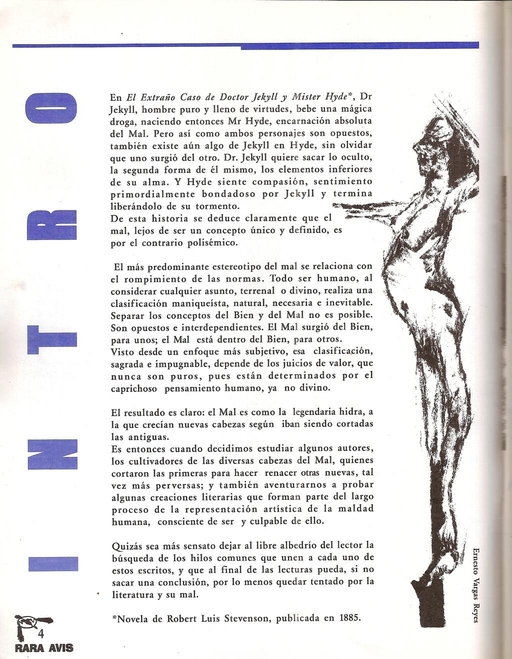 INTRO
En El Extraño Caso de Doctor Jekyll y Mister Hyde*, Dr
Jekyll, hombre puro y lleno de virtudes, bebe una mágica
droga, naciendo entonces Mr Hyde, encarnación absoluta
del Mal. Pero así como ambos personajes son opuestos,
también existe aún algo de Jekyll en Hyde, sin olvidar
que uno surgió del otro. Dr. Jekyll quiere sacar lo oculto,
la segunda forma de él mismo, los elementos inferiores
de su alma. Y Hyde siente compasión, sentimiento
primordialmente bondadoso por Jekyll y termina
liberándolo de su tormento.
De esta historia se deduce claramente que el
mal, lejos de ser un concepto único y definido, es
por el contrario polisémico.
El más predominante estereotipo del mal se relaciona con
el rompimiento de las normas. Todo ser humano, al
considerar cualquier asunto, terrenal o divino, realiza una
clasificación maniqueísta, natural, necesaria e inevitable.
Separar los conceptos del Bien y del Mal no es posible.
Son opuestos e interdependientes. El Mal surgió del Bien,
para unos; el Mal está dentro del Bien, para otros.
Visto desde un enfoque más subjetivo, esa clasificación,
sagrada e impugnable, depende de los juicios de valor, que
nunca son puros, pues están determinados por el
caprichoso pensamiento humano, ya no divino.
El resultado es claro: el Mal es como la legendaria hidra, a
la que crecían nuevas cabezas según iban siendo cortadas
las antiguas.
Es entonces cuando decidimos estudiar algunos autores,
los cultivadores de las diversas cabezas del Mal, quienes
cortaron las primeras para hacer renacer otras nuevas, tal
vez más perversas; y también aventurarnos a probar
algunas creaciones literarias que forman parte del largo
proceso de la representación artística de la maldad
humana, consciente de ser y culpable de ello.
Quizás sea más sensato dejar al libre albedrio del lector la
búsqueda de los hilos comunes que unen a cada uno de
estos escritos, y que al final de las lecturas pueda, si no
sacar una conclusión, por lo menos quedar tentado por la
literatura y su mal.
*Novela de Robert Luis Stevenson, publicada en 1885.
Ernesto Vargas Reyes
4
RARA AVIS